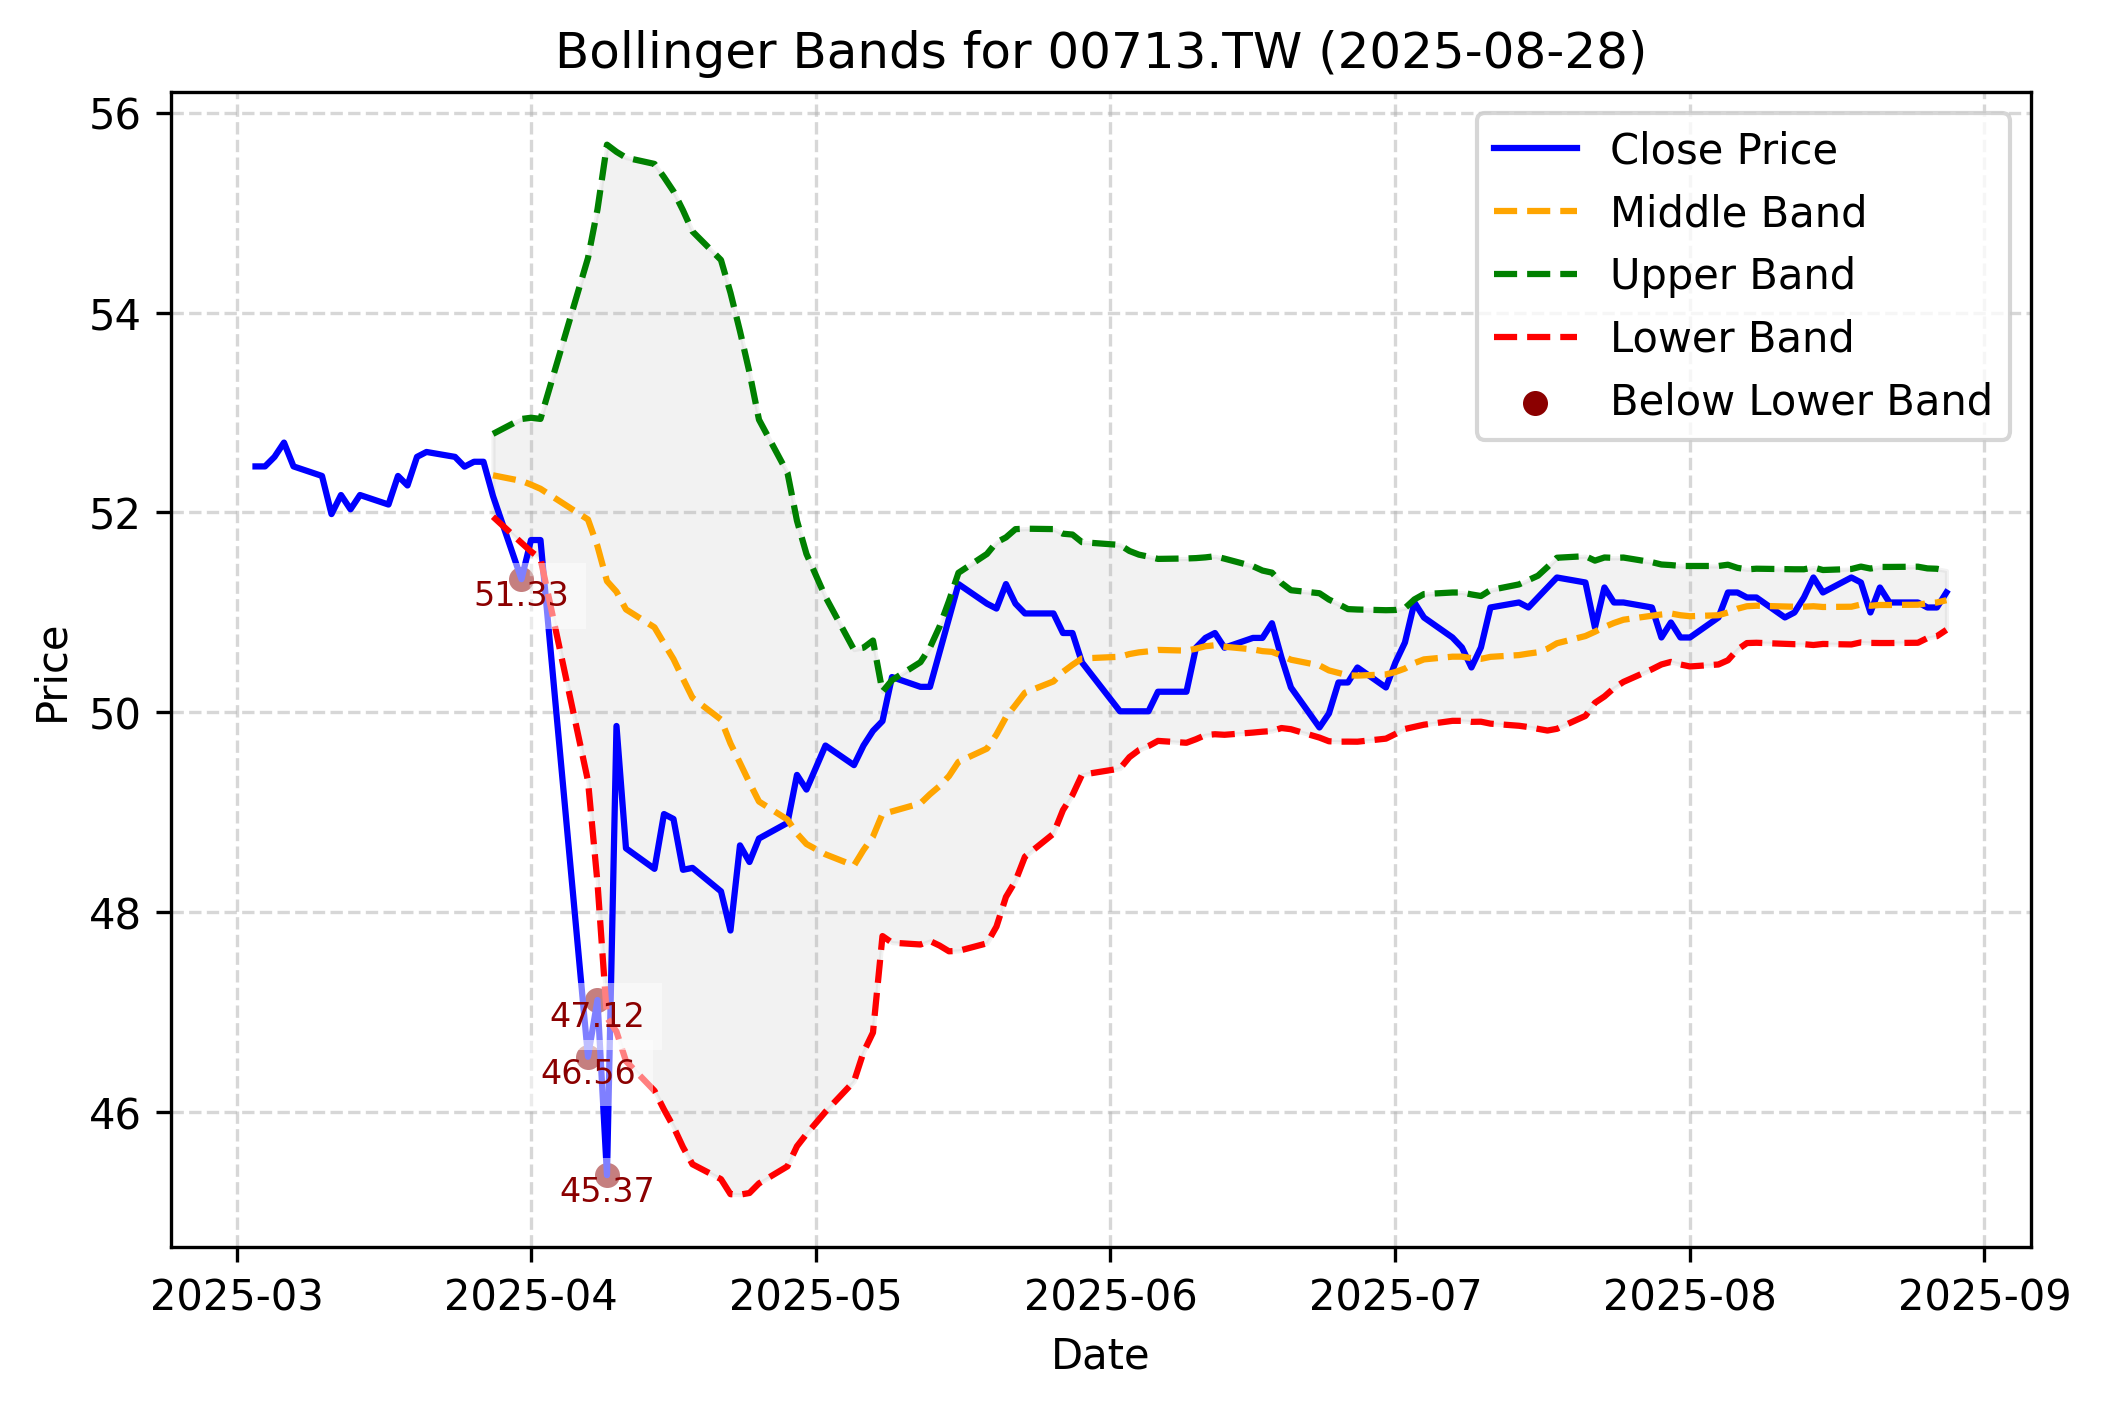 Bollinger Bands for 00713.TW (2025-08-28)
Close Price
Middle Band
Upper Band
Lower Band
Below Lower Band
Price
56
54
52
50
48
46
51.33
47.12
46.56
45.37
2025-03
2025-04
2025-05
2025-06
2025-07
2025-08
2025-09
Date